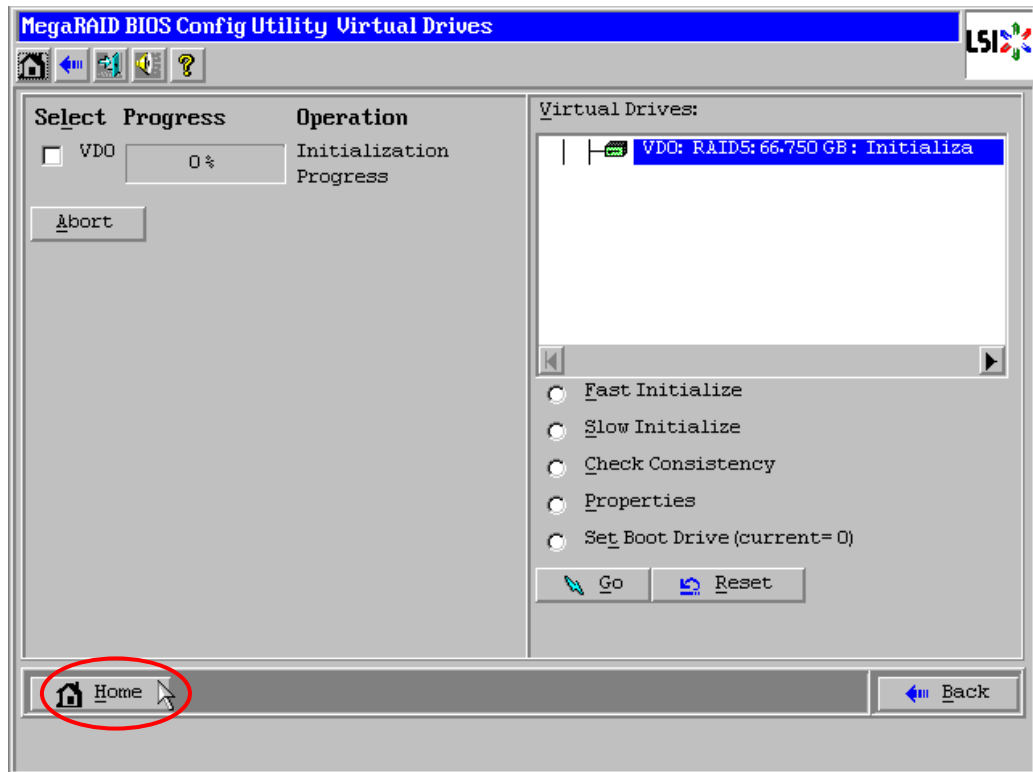 MegaRAID BIOS Config Utility Virtual Drives
LSI
Select Progress Operation
VD0 0% Initialization
Progress
Abort
Virtual Drives:
VD0: RAID5: 66.750 GB: Initializa
Fast Initialize
Slow Initialize
Check Consistency
Properties
Set Boot Drive (current= 0)
Go Reset
Home Back